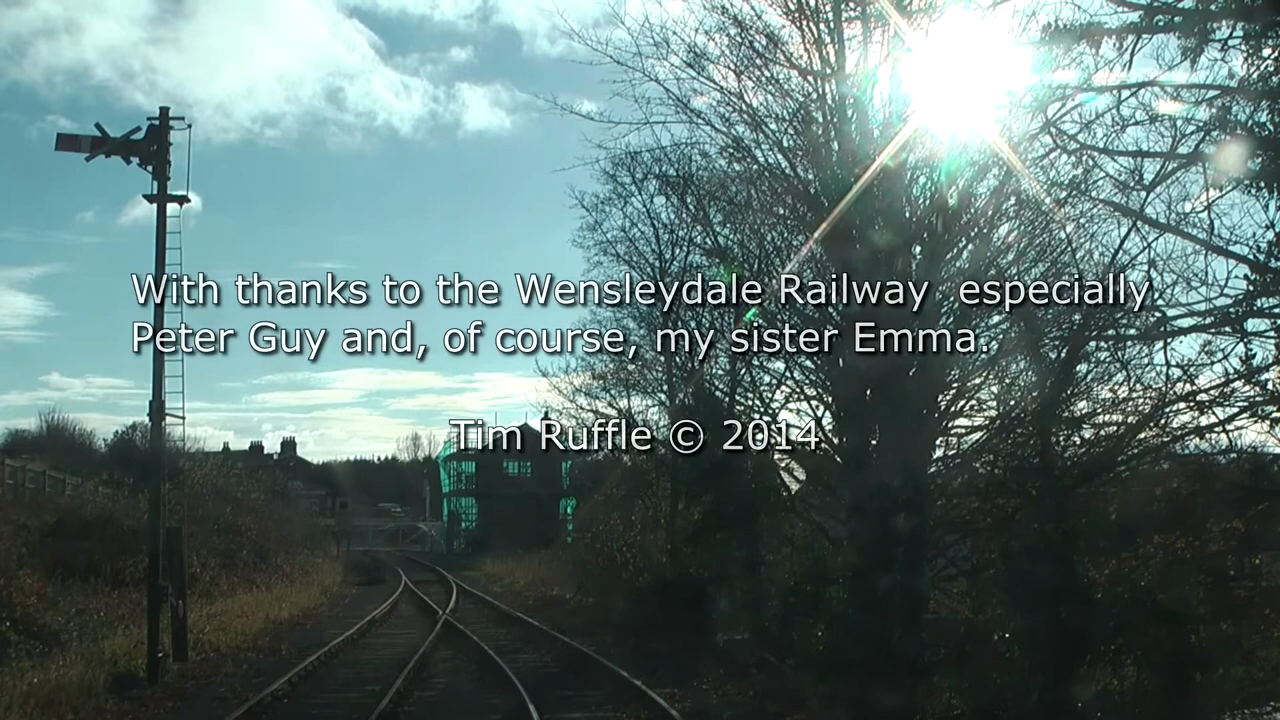 With thanks to the Wensleydale Railway  especially
Peter Guy and, of course, my sister Emma.
Tim Ruffle © 2014